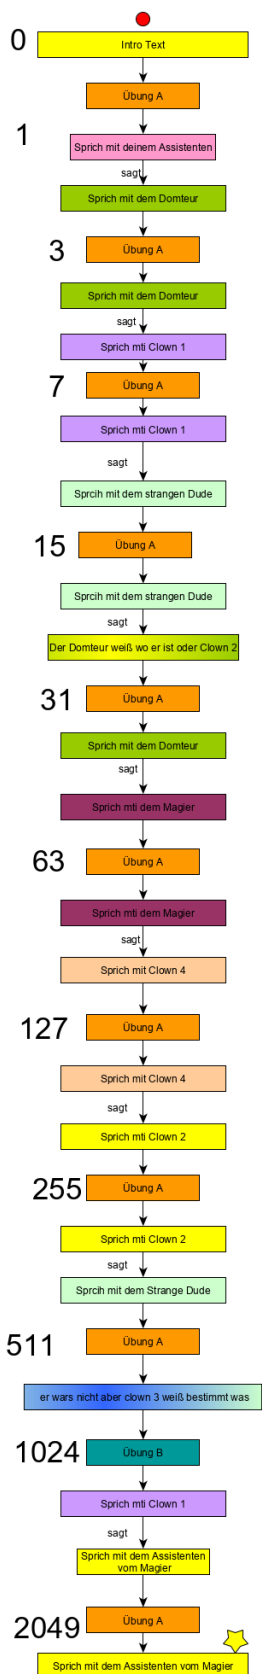 0
Intro Text
Übung A
1
Sprich mit deinem Assistenten
sagt
Sprich mit dem Domteur
3
Übung A
Sprich mit dem Domteur
sagt
Sprich mti Clown 1
7
Übung A
Sprich mti Clown 1
sagt
Sprcih mit dem strangen Dude
15
Übung A
Sprcih mit dem strangen Dude
sagt
Der Domteur weiß wo er ist oder Clown 2
31
Übung A
Sprich mit dem Domteur
sagt
Sprich mti dem Magier
63
Übung A
Sprich mti dem Magier
sagt
Sprich mit Clown 4
127
Übung A
Sprich mit Clown 4
sagt
Sprich mti Clown 2
255
Übung A
Sprich mti Clown 2
sagt
Sprcih mit dem Strange Dude
511
Übung A
er wars nicht aber clown 3 weiß bestimmt was
1024
Übung B
Sprich mti Clown 1
sagt
Sprich mit dem Assistenten
vom Magier
2049
Übung A
Sprich mit dem Assistenten vom Magier